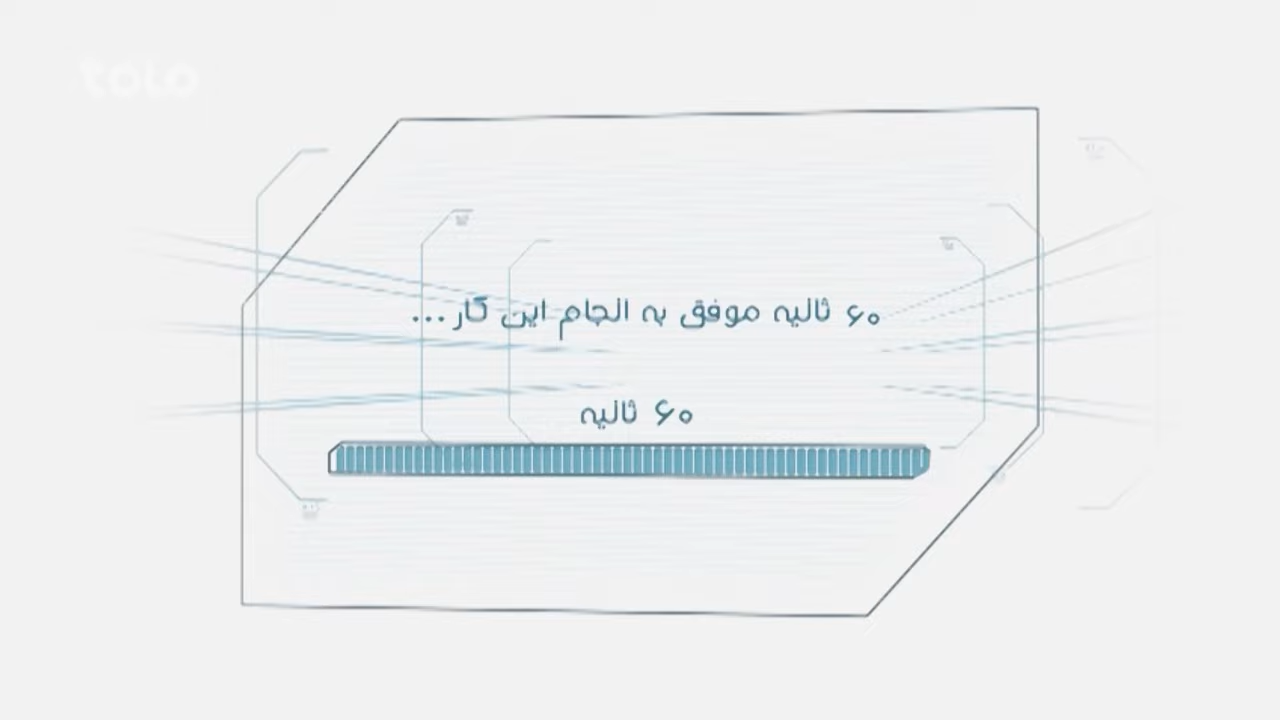 tolo
۶۰ ثانیه موفق به انجام این کار ...
۶۰ ثانیه